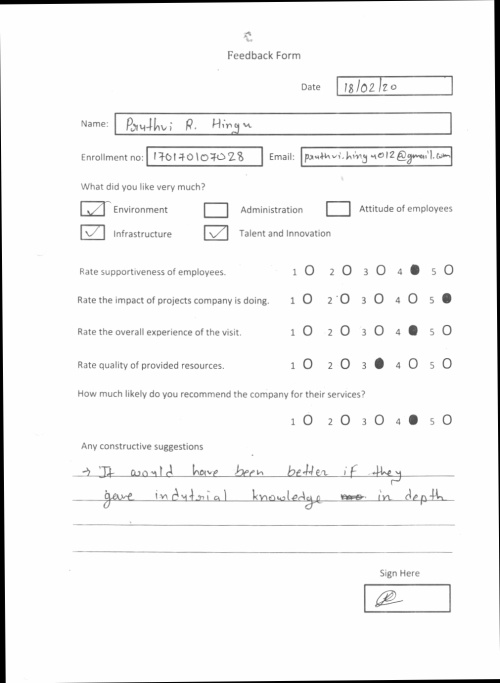 Feedback Form
Date 18/02/20
Name: Pruthvi R. Hingu
Enrollment no: 170170107028 Email: pruthvi.hingu012@gmail.com
What did you like very much?
Environment Administration Attitude of employees
Infrastructure Talent and Innovation
Rate supportiveness of employees. 1 2 3 4 5
Rate the impact of projects company is doing. 1 2 3 4 5
Rate the overall experience of the visit. 1 2 3 4 5
Rate quality of provided resources. 1 2 3 4 5
How much likely do you recommend the company for their services?
1 2 3 4 5
Any constructive suggestions
→ It would have been better if they
gave indutrial knowledge in depth
Sign Here